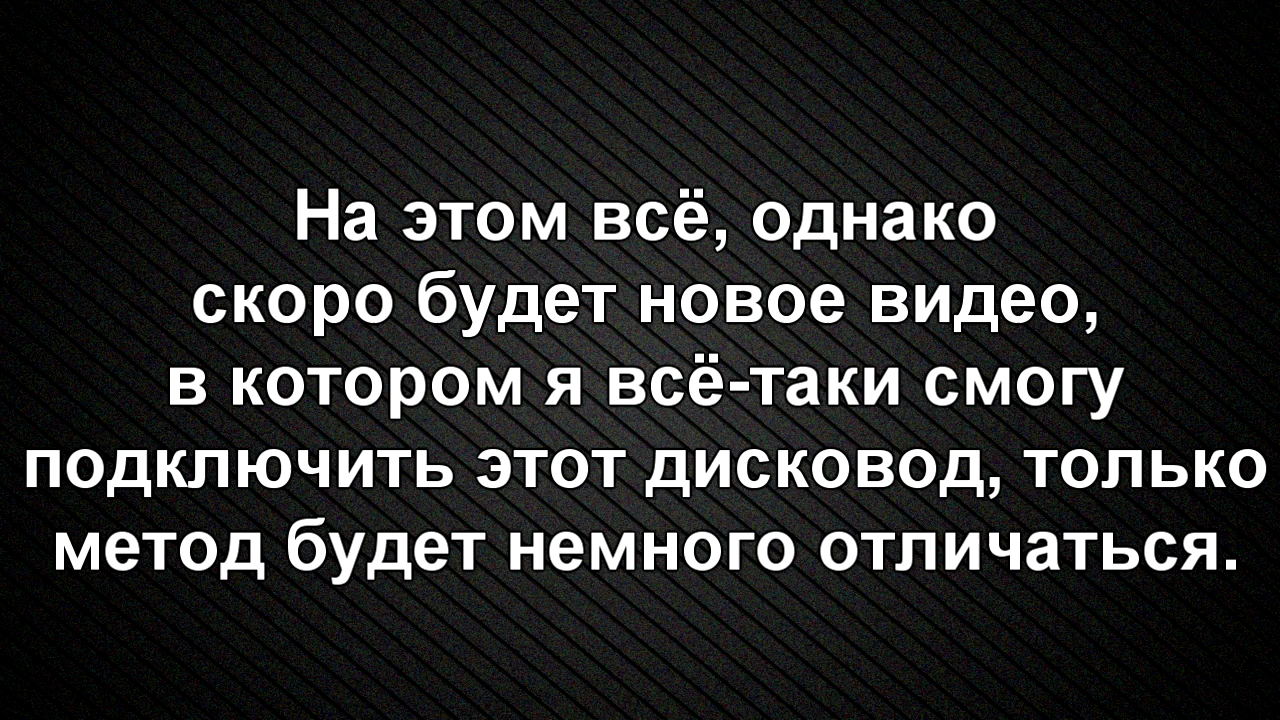 На этом всё, однако
скоро будет новое видео,
в котором я всё-таки смогу
подключить этот дисковод, только
метод будет немного отличаться.